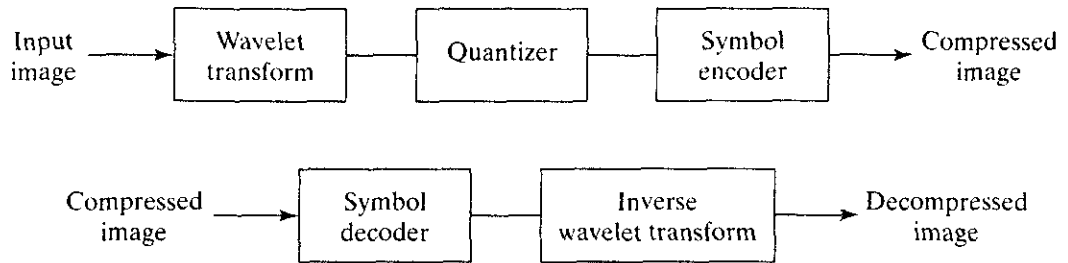 Input
image
Wavelet
transform
Quantizer
Symbol
encoder
Compressed
image
Compressed
image
Symbol
decoder
Inverse
wavelet transform
Decompressed
image